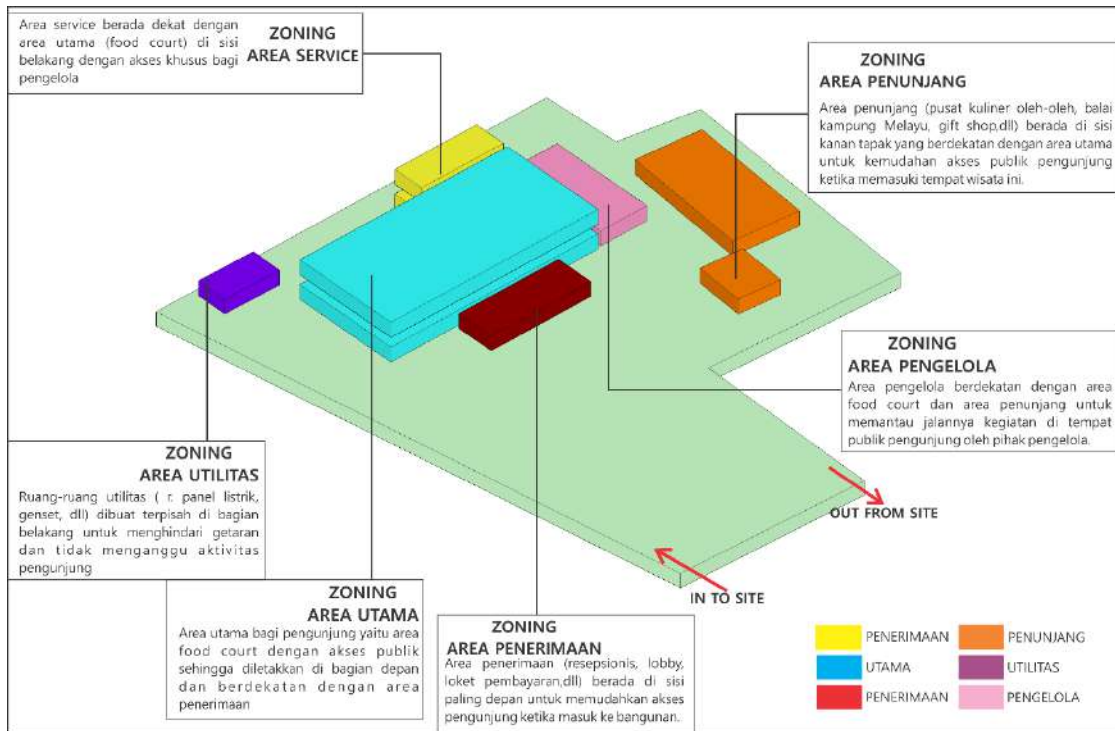 Area service berada dekat dengan
area utama (food court) di sisi
belakang dengan akses khusus bagi
pengelola
ZONING
AREA SERVICE
ZONING
AREA PENUNJANG
Area penunjang (pusat kuliner oleh-oleh, balai
kampung Melayu, gift shop,dll) berada di sisi
kanan tapak yang berdekatan dengan area utama
untuk kemudahan akses publik pengunjung
ketika memasuki tempat wisata ini.
ZONING
AREA PENGELOLA
Area pengelola berdekatan dengan area
food court dan area penunjang untuk
memantau jalannya kegiatan di tempat
publik pengunjung oleh pihak pengelola.
ZONING
AREA UTILITAS
Ruang-ruang utilitas ( r. panel listrik,
genset, dll) dibuat terpisah di bagian
belakang untuk menghindari getaran
dan tidak menganggu aktivitas
pengunjung
OUT FROM SITE
IN TO SITE
ZONING
AREA UTAMA
Area utama bagi pengunjung yaitu area
food court dengan akses publik
sehingga diletakkan di bagian depan
dan berdekatan dengan area
penerimaan
ZONING
AREA PENERIMAAN
Area penerimaan (resepsionis, lobby,
loket pembayaran,dll) berada di sisi
paling depan untuk memudahkan akses
pengunjung ketika masuk ke bangunan.
PENERIMAAN
PENUNJANG
UTAMA
UTILITAS
PENERIMAAN
PENGELOLA